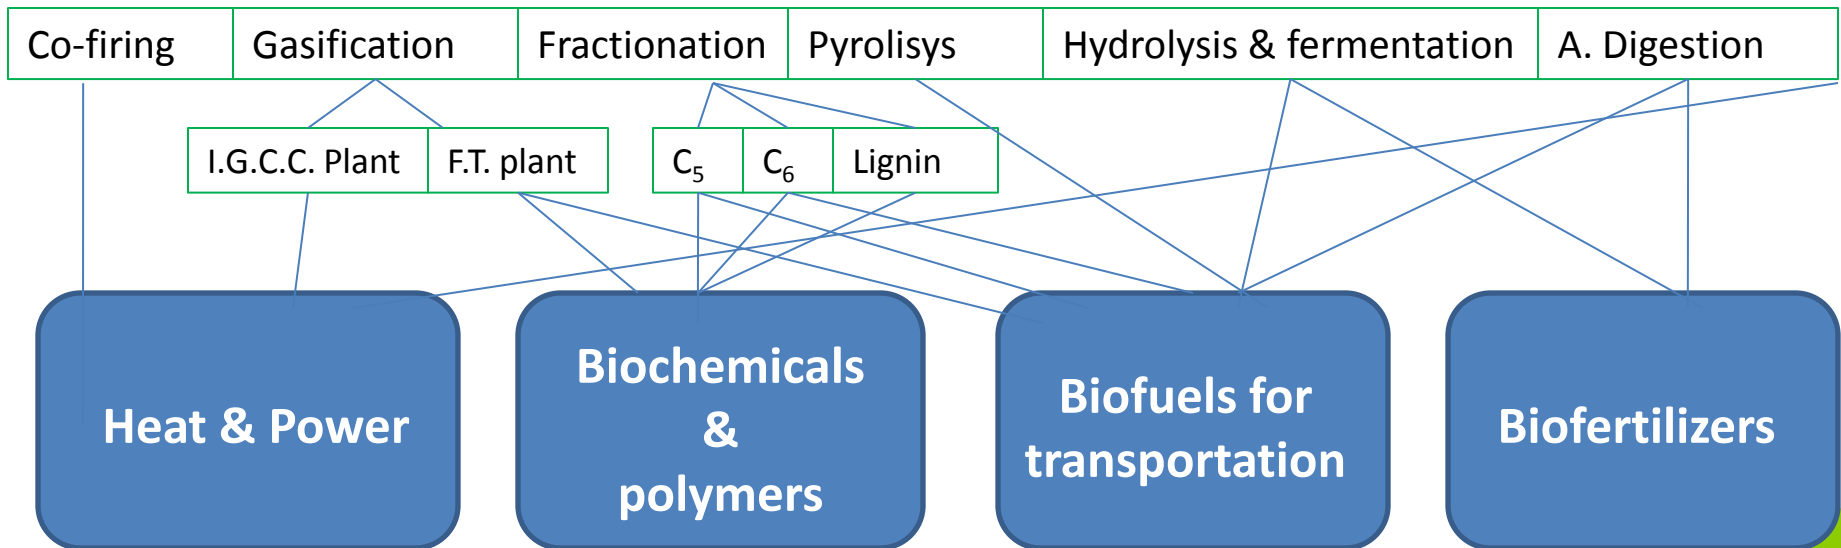 Co-firing
Gasification
Fractionation
Pyrolisys
Hydrolysis & fermentation
A. Digestion
I.G.C.C. Plant
F.T. plant
C5
C6
Lignin
Heat & Power
Biochemicals
&
polymers
Biofuels for
transportation
Biofertilizers